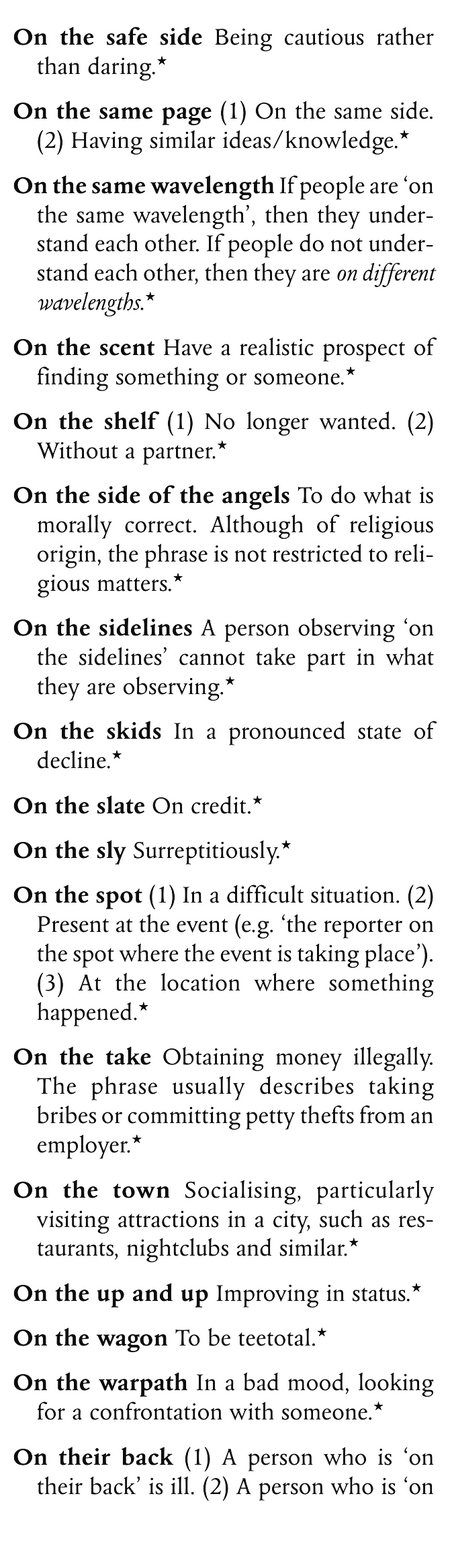 On the safe side Being cautious rather
than daring.★
On the same page (1) On the same side.
(2) Having similar ideas/knowledge.★
On the same wavelength If people are ‘on
the same wavelength’, then they under-
stand each other. If people do not under-
stand each other, then they are on different
wavelengths.★
On the scent Have a realistic prospect of
finding something or someone.★
On the shelf (1) No longer wanted. (2)
Without a partner.★
On the side of the angels To do what is
morally correct. Although of religious
origin, the phrase is not restricted to reli-
gious matters.★
On the sidelines A person observing ‘on
the sidelines’ cannot take part in what
they are observing.★
On the skids In a pronounced state of
decline.★
On the slate On credit.★
On the sly Surreptitiously.★
On the spot (1) In a difficult situation. (2)
Present at the event (e.g. ‘the reporter on
the spot where the event is taking place’).
(3) At the location where something
happened.★
On the take Obtaining money illegally.
The phrase usually describes taking
bribes or committing petty thefts from an
employer.★
On the town Socialising, particularly
visiting attractions in a city, such as res-
taurants, nightclubs and similar.★
On the up and up Improving in status.★
On the wagon To be teetotal.★
On the warpath In a bad mood, looking
for a confrontation with someone.★
On their back (1) A person who is ‘on
their back’ is ill. (2) A person who is ‘on